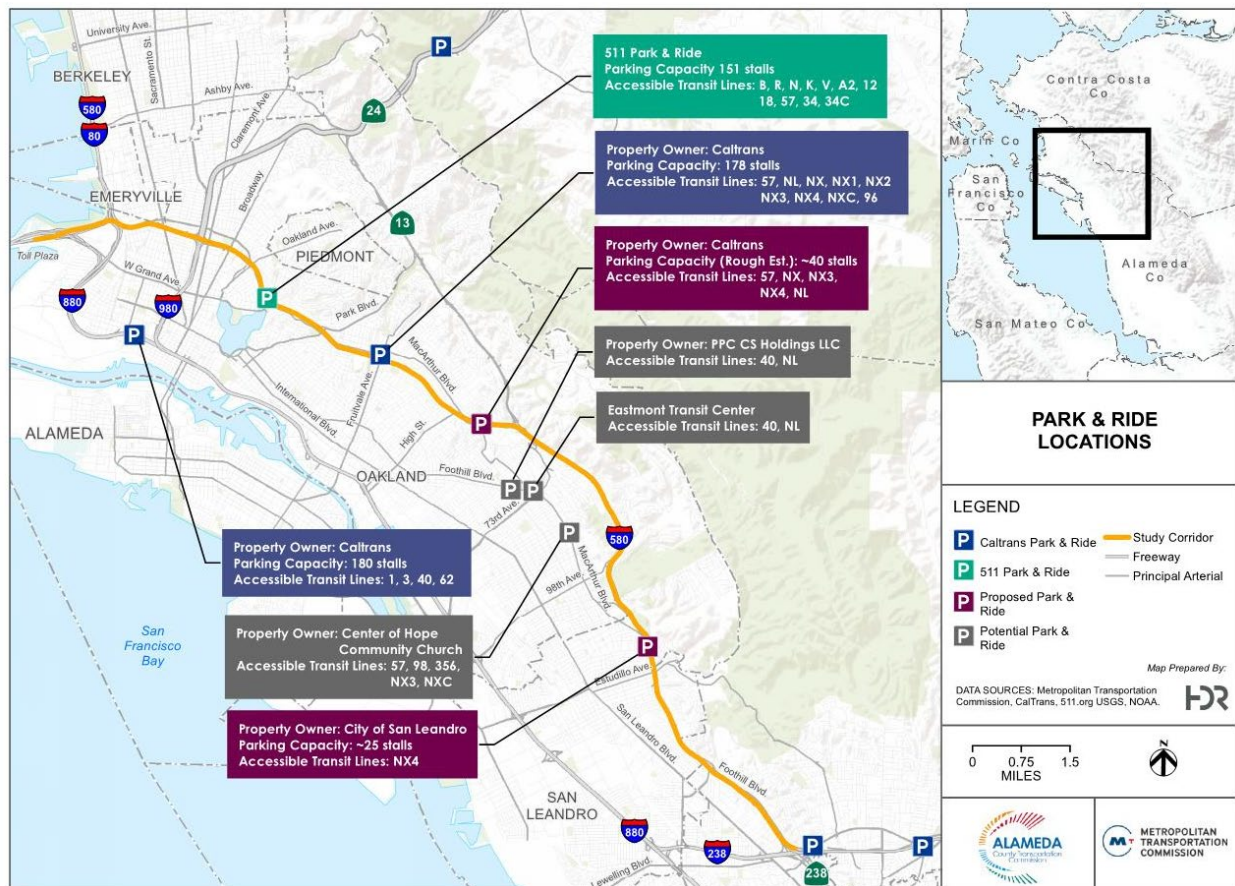 University Ave.
Sacramento St.
BERKELEY
Ashby Ave.
580
80
Claremont Ave.
24
Broadway
EMERYVILLE
13
Oakland Ave.
PIEDMONT
Toll Plaza
W Grand Ave.
880
980
Park Blvd.
MacArthur Blvd.
Fruitvale Ave.
International Blvd.
High St.
ALAMEDA
OAKLAND
Foothill Blvd.
73rd Ave.
580
MacArthur Blvd.
98th Ave.
San
Francisco
Bay
Estudillo Ave.
San Leandro Blvd.
Foothill Blvd.
SAN
LEANDRO
880
238
238
Lewelling Blvd.
P
P
P
P
P
P
P
P
P
P
P
511 Park & Ride
Parking Capacity 151 stalls
Accessible Transit Lines: B, R, N, K, V, A2, 12
18, 57, 34, 34C
Property Owner: Caltrans
Parking Capacity: 178 stalls
Accessible Transit Lines: 57, NL, NX, NX1, NX2
NX3, NX4, NXC, 96
Property Owner: Caltrans
Parking Capacity (Rough Est.): ~40 stalls
Accessible Transit Lines: 57, NX, NX3,
NX4, NL
Property Owner: PPC CS Holdings LLC
Accessible Transit Lines: 40, NL
Eastmont Transit Center
Accessible Transit Lines: 40, NL
Property Owner: Caltrans
Parking Capacity: 180 stalls
Accessible Transit Lines: 1, 3, 40, 62
Property Owner: Center of Hope
Community Church
Accessible Transit Lines: 57, 98, 356,
NX3, NXC
Property Owner: City of San Leandro
Parking Capacity: ~25 stalls
Accessible Transit Lines: NX4
Contra Costa
Co
Marin Co
San
Francisco
Co
Alameda
Co
San Mateo Co
PARK & RIDE
LOCATIONS
LEGEND
P Caltrans Park & Ride
P 511 Park & Ride
P Proposed Park &
Ride
P Potential Park &
Ride
Study Corridor
Freeway
Principal Arterial
Map Prepared By:
HDR
DATA SOURCES: Metropolitan Transportation
Commission, CalTrans, 511.org USGS, NOAA.
0 0.75 1.5
MILES
N
ALAMEDA
County Transportation
Commission
MT
METROPOLITAN
TRANSPORTATION
COMMISSION